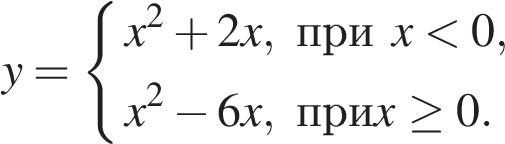 y = { x² + 2x, при x < 0,
x² − 6x,приx ≥ 0.